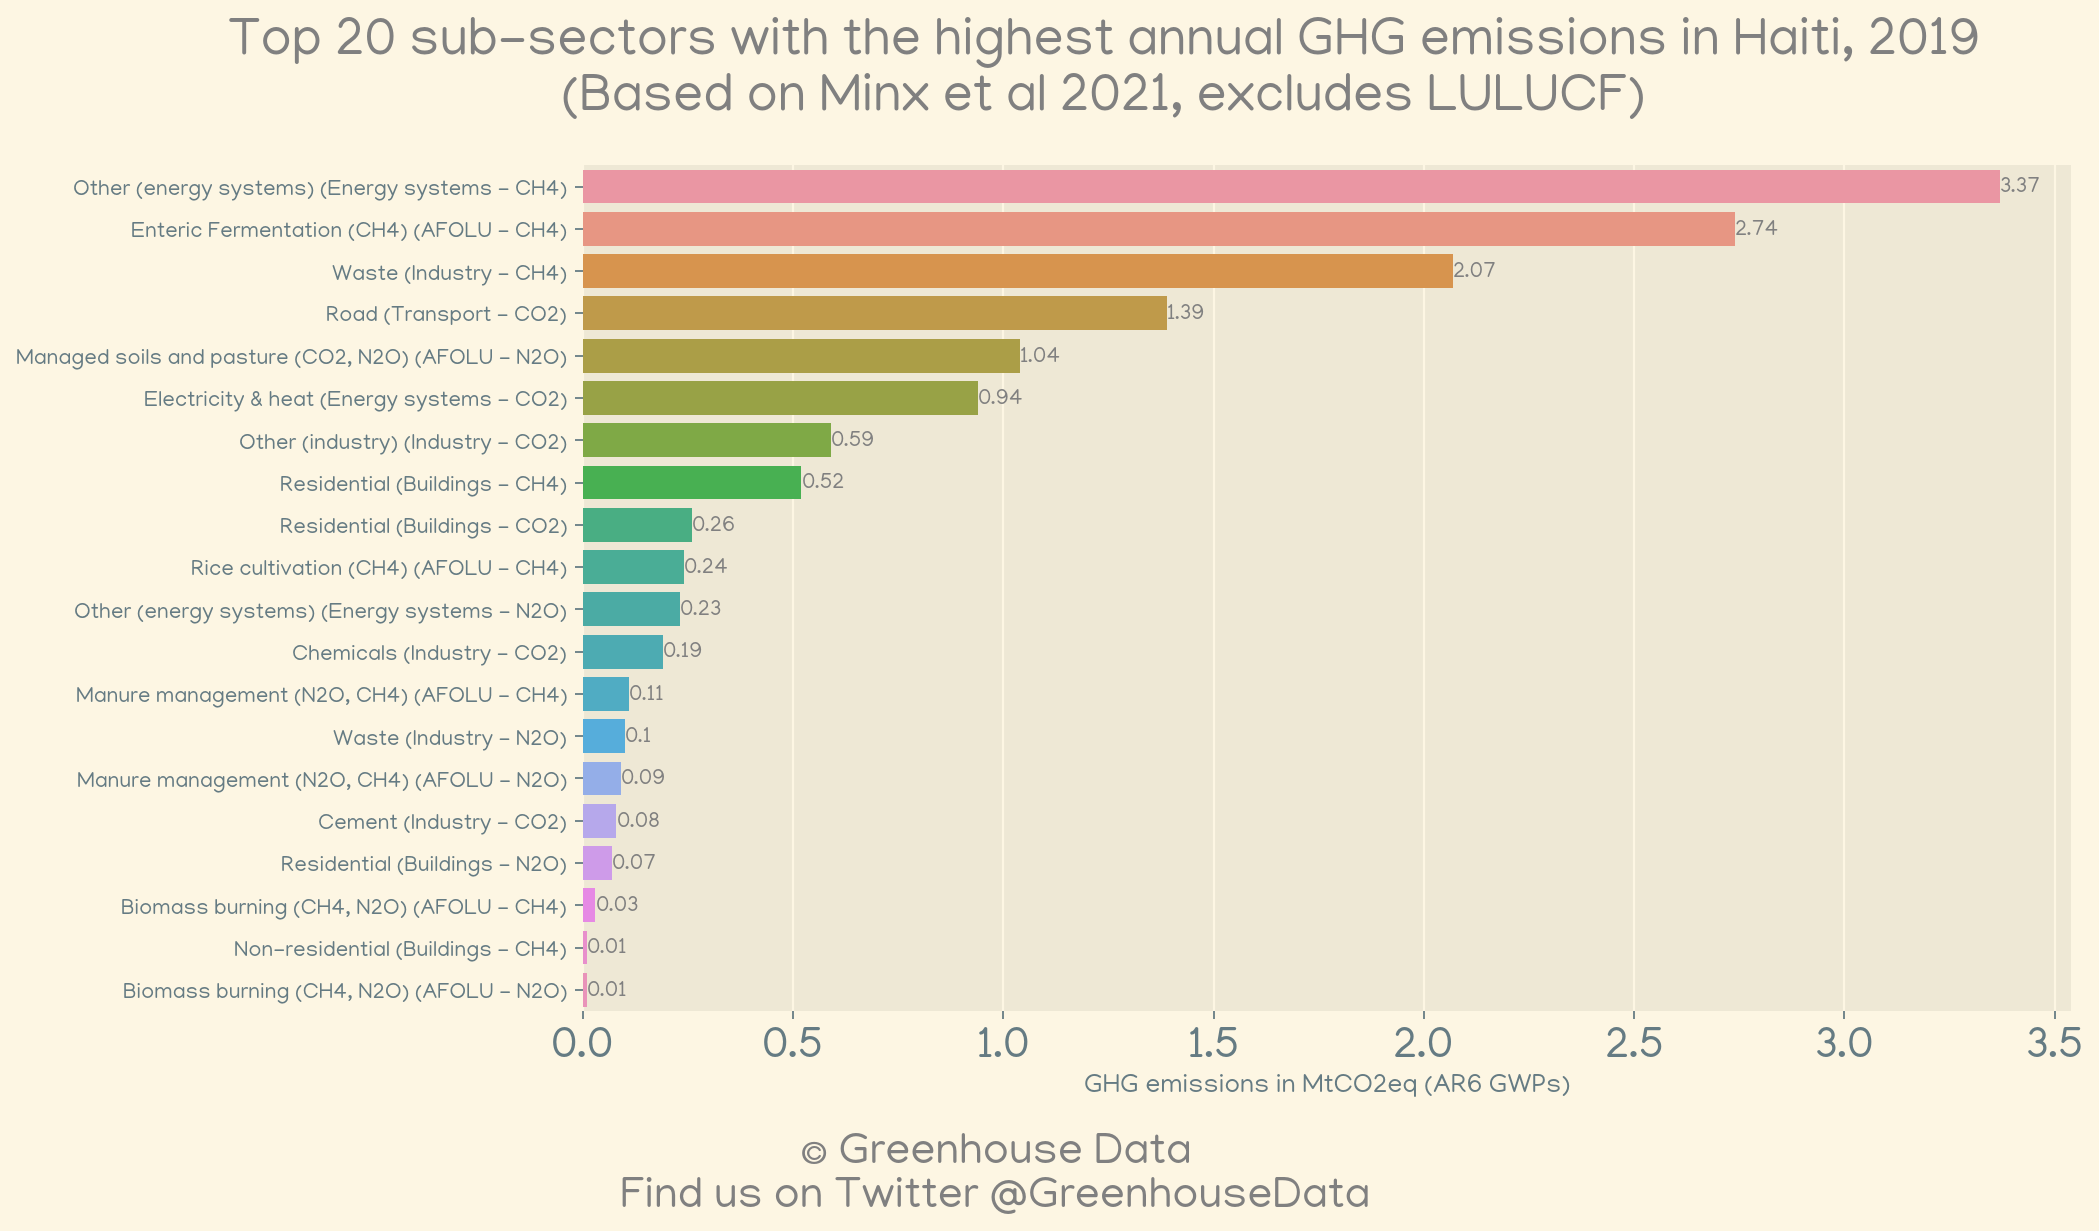 Top 20 sub-sectors with the highest annual GHG emissions in Haiti, 2019
(Based on Minx et al 2021, excludes LULUCF)
Other (energy systems) (Energy systems - CH4) 3.37
Enteric Fermentation (CH4) (AFOLU - CH4) 2.74
Waste (Industry - CH4) 2.07
Road (Transport - CO2) 1.39
Managed soils and pasture (CO2, N2O) (AFOLU - N2O) 1.04
Electricity & heat (Energy systems - CO2) 0.94
Other (industry) (Industry - CO2) 0.59
Residential (Buildings - CH4) 0.52
Residential (Buildings - CO2) 0.26
Rice cultivation (CH4) (AFOLU - CH4) 0.24
Other (energy systems) (Energy systems - N2O) 0.23
Chemicals (Industry - CO2) 0.19
Manure management (N2O, CH4) (AFOLU - CH4) 0.11
Waste (Industry - N2O) 0.1
Manure management (N2O, CH4) (AFOLU - N2O) 0.09
Cement (Industry - CO2) 0.08
Residential (Buildings - N2O) 0.07
Biomass burning (CH4, N2O) (AFOLU - CH4) 0.03
Non-residential (Buildings - CH4) 0.01
Biomass burning (CH4, N2O) (AFOLU - N2O) 0.01
0.0 0.5 1.0 1.5 2.0 2.5 3.0 3.5
GHG emissions in MtCO2eq (AR6 GWPs)
© Greenhouse Data
Find us on Twitter @GreenhouseData